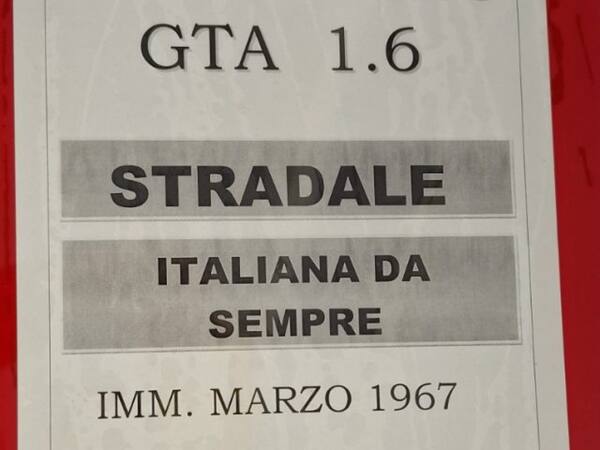 GTA 1.6
STRADALE
ITALIANA DA
SEMPRE
IMM. MARZO 1967